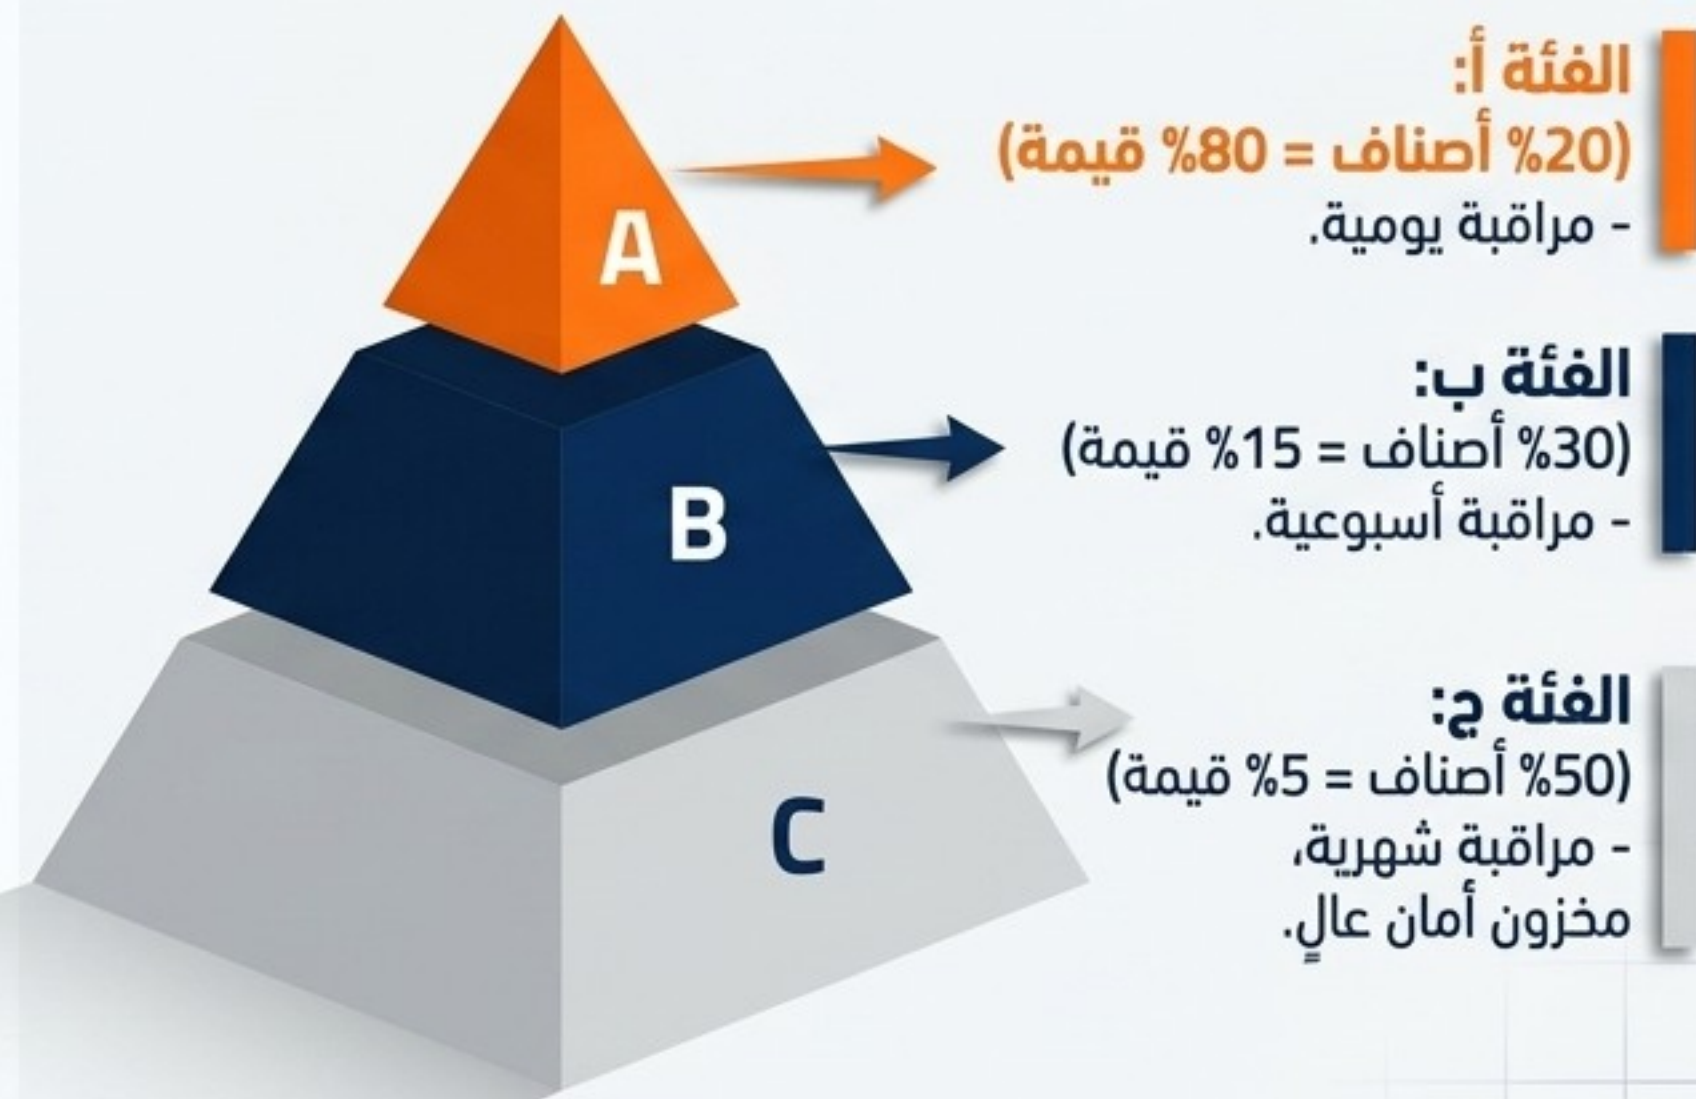 A
B
C
الفئة أ:
(20% أصناف = 80% قيمة)
- مراقبة يومية.
الفئة ب:
(30% أصناف = 15% قيمة)
- مراقبة أسبوعية.
الفئة ج:
(50% أصناف = 5% قيمة)
- مراقبة شهرية،
مخزون أمان عالٍ.